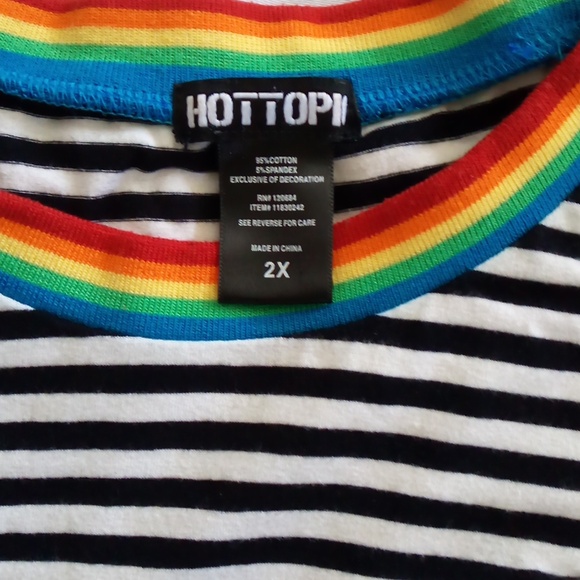 HOTTOPI
95%COTTON
5%SPANDEX
EXCLUSIVE OF DECORATION
RN# 120684
ITEM# 11830242
SEE REVERSE FOR CARE
MADE IN CHINA
2X